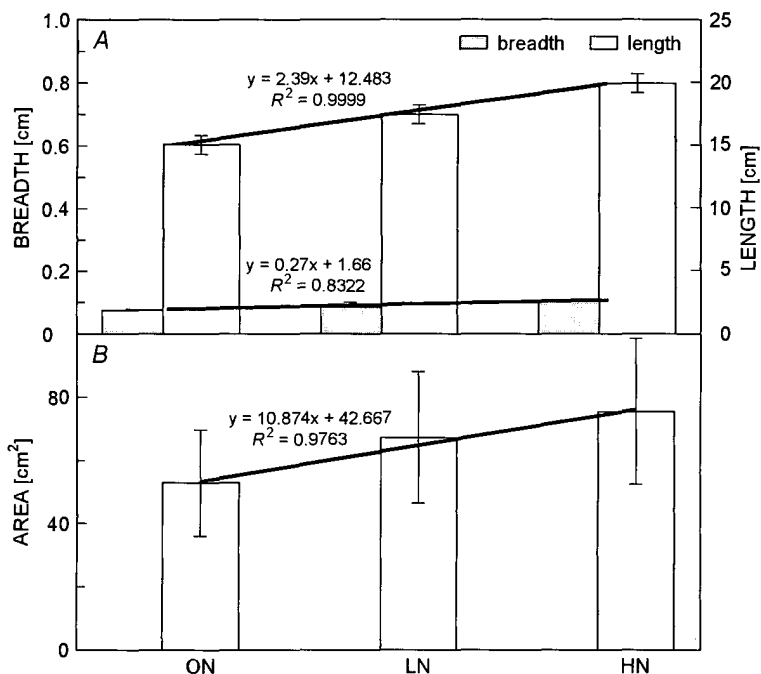 A
breadth
length
1.0
0.8
0.6
0.4
0.2
0
BREADTH [cm]
25
20
15
10
5
0
LENGTH [cm]
y = 2.39x + 12.483
R² = 0.9999
y = 0.27x + 1.66
R² = 0.8322
B
80
40
0
AREA [cm²]
y = 10.874x + 42.667
R² = 0.9763
ON
LN
HN